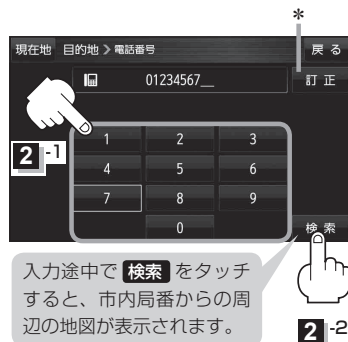 *
現在地 目的地 > 電話番号 戻る
01234567__ 訂正
1 2 3
2-1
4 5 6
7 8 9
0 検索
入力途中で 検索 をタッチ
すると、市内局番からの周
辺の地図が表示されます。
2-2